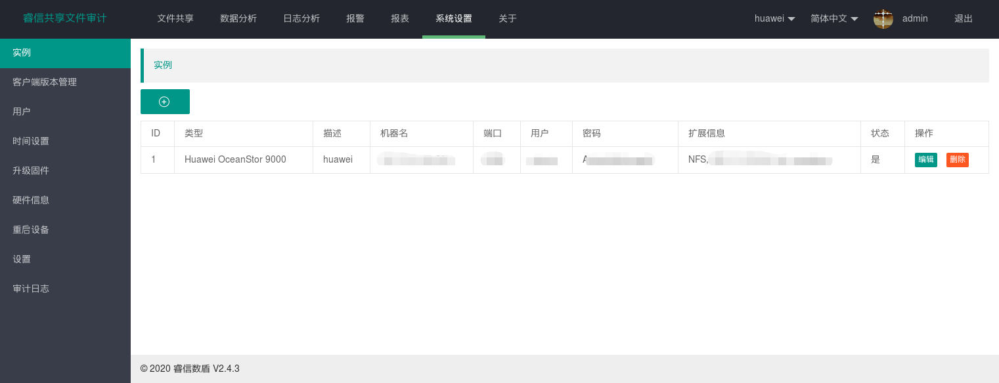 睿信共享文件审计 文件共享 数据分析 日志分析 报警 报表 系统设置 关于 huawei 简体中文 admin 退出
实例
客户端版本管理
用户
时间设置
升级固件
硬件信息
重启设备
设置
审计日志
实例
ID 类型 描述 机器名 端口 用户 密码 扩展信息 状态 操作
1 Huawei OceanStor 9000 huawei NFS, 是 编辑 删除
© 2020 睿信数盾 V2.4.3